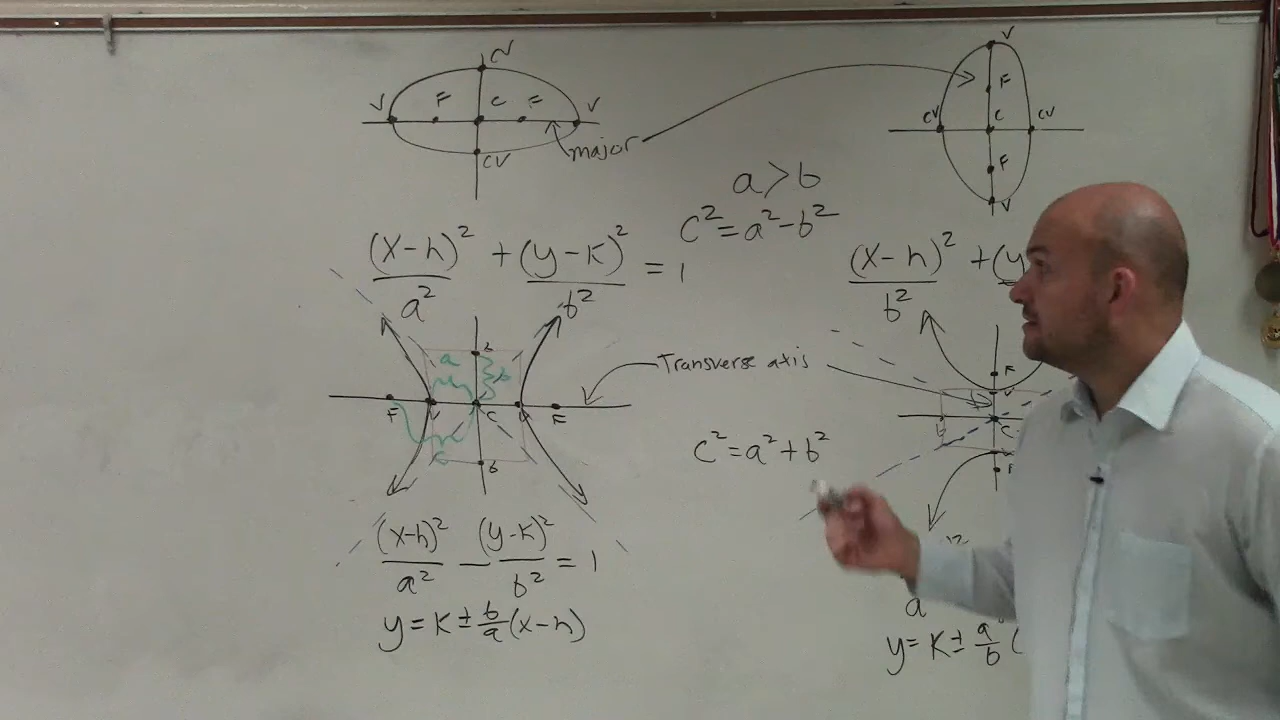 CV
V F C F V
CV
major
V
F
CV C CV
F
V
a>b
c²=a²-b²
(x-h)²/a² + (y-k)²/b² = 1
(x-h)²/b² + (y
a b b
F V C V F
c
b
Transverse axis
F
V
C
F
c²=a²+b²
(x-h)²/a² - (y-k)²/b² = 1
y=k±b/a(x-h)
a
y=k±a/b(